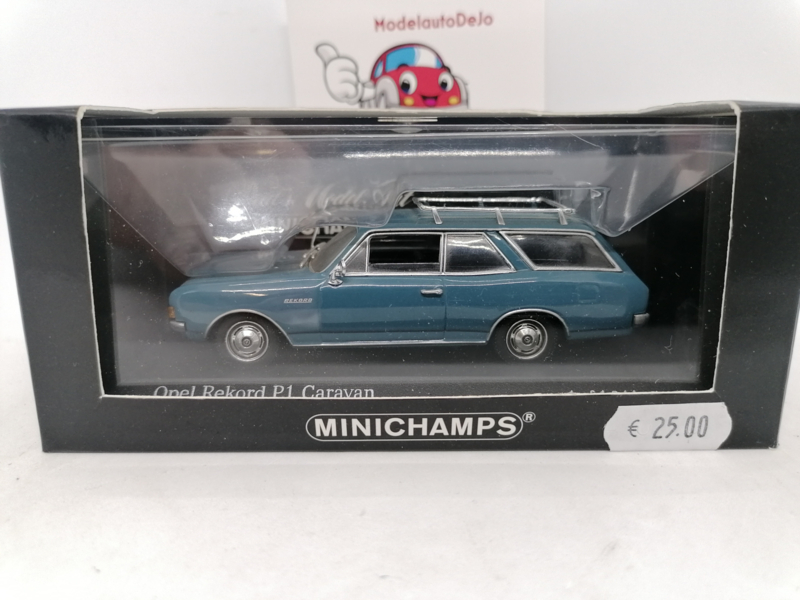 ModelautoDeJo
REKORD
Opel Rekord P1 Caravan
MINICHAMPS®
€ 25.00